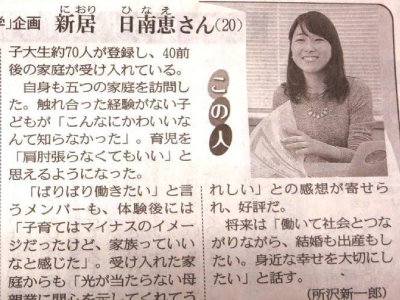 学」企画 新居 日南恵さん(20)
におり ひなえ
この人
子大生約70人が登録し、40前
後の家庭が受け入れている。
自身も五つの家庭を訪問し
た。触れ合った経験がない子
どもが「こんなにかわいいな
んて知らなかった」。育児を
「肩肘張らなくてもいい」と
思えるようになった。
「ばりばり働きたい」と言
うメンバーも、体験後には
「子育てはマイナスのイメー
ジだったけど、家族っていい
なと感じた」。受け入れた家
庭からも「光が当たらない母
親業に関心を示してくれてう
れしい」との感想が寄せら
れ、好評だ。
将来は「働いて社会とつな
がりながら、結婚も出産もし
たい。身近な幸せを大切にし
たい」と話す。
(所沢新一郎)